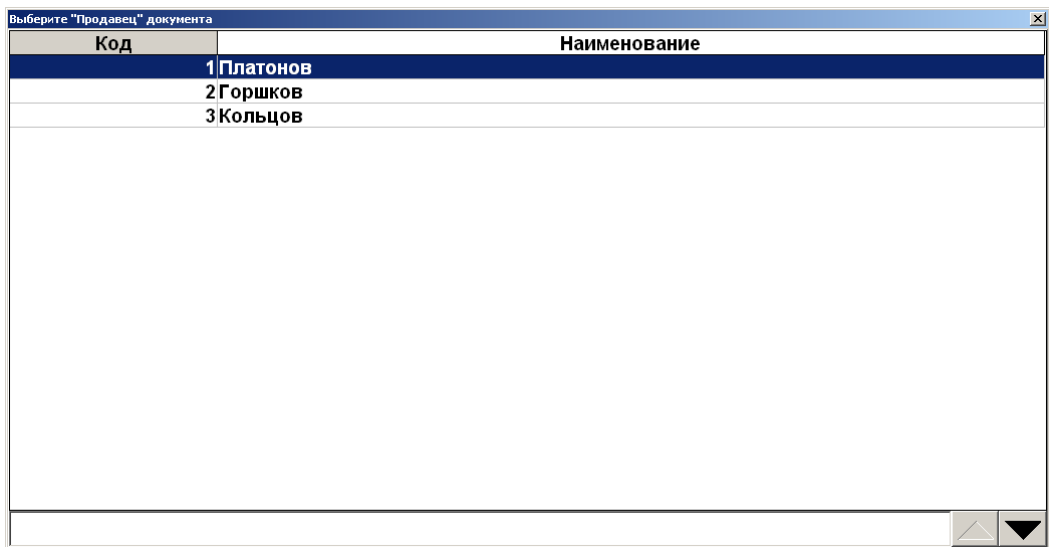 Выберите "Продавец" документа
Код Наименование
1 Платонов
2 Горшков
3 Кольцов